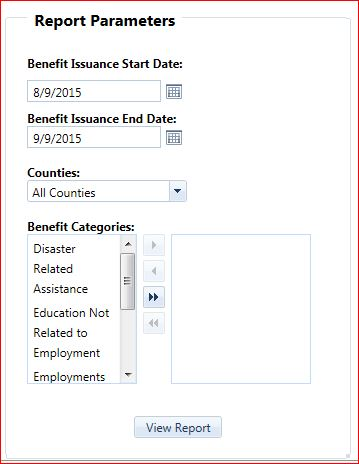 Report Parameters
Benefit Issuance Start Date:
8/9/2015
Benefit Issuance End Date:
9/9/2015
Counties:
All Counties
Benefit Categories:
Disaster
Related
Assistance
Education Not
Related to
Employment
Employments
View Report